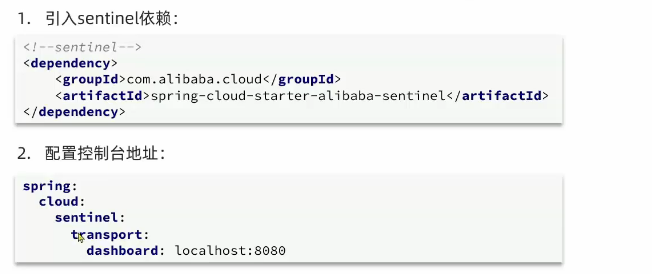 1. 引入sentinel依赖：
<!--sentinel-->
<dependency>
    <groupId>com.alibaba.cloud</groupId>
    <artifactId>spring-cloud-starter-alibaba-sentinel</artifactId>
</dependency>
2. 配置控制台地址：
spring:
  cloud:
    sentinel:
      transport:
        dashboard: localhost:8080